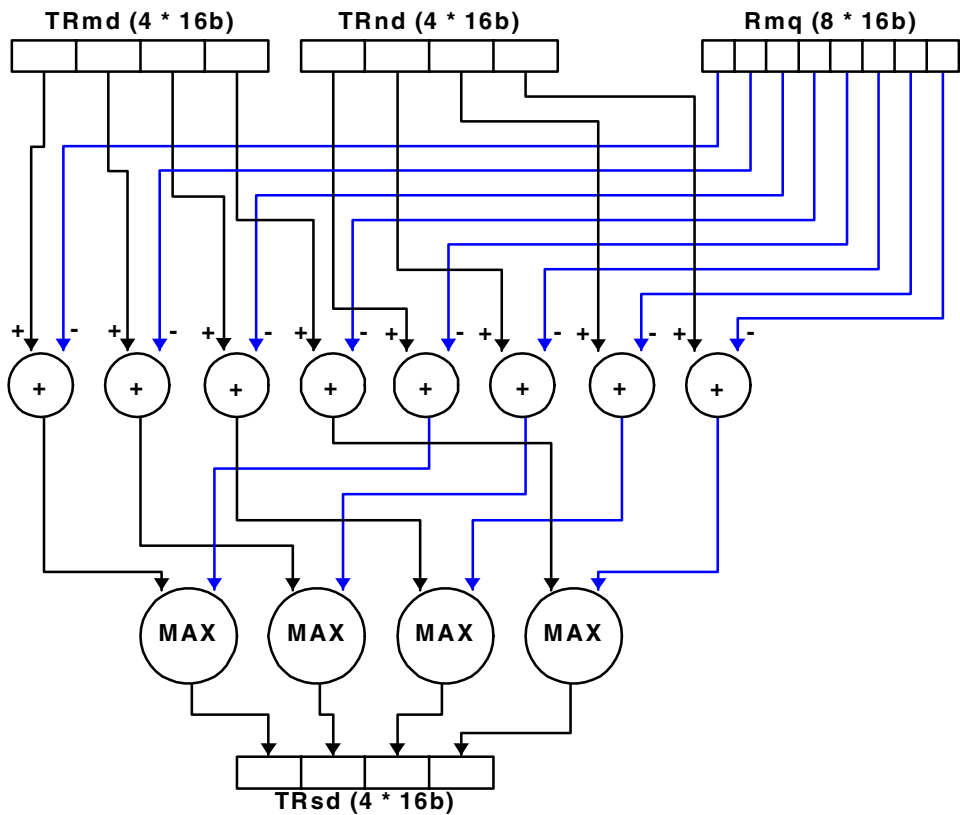 TRmd (4 * 16b) TRnd (4 * 16b) Rmq (8 * 16b)
+ - + - + - + - + - + - + - + -
+ + + + + + + +
MAX MAX MAX MAX
TRsd (4 * 16b)